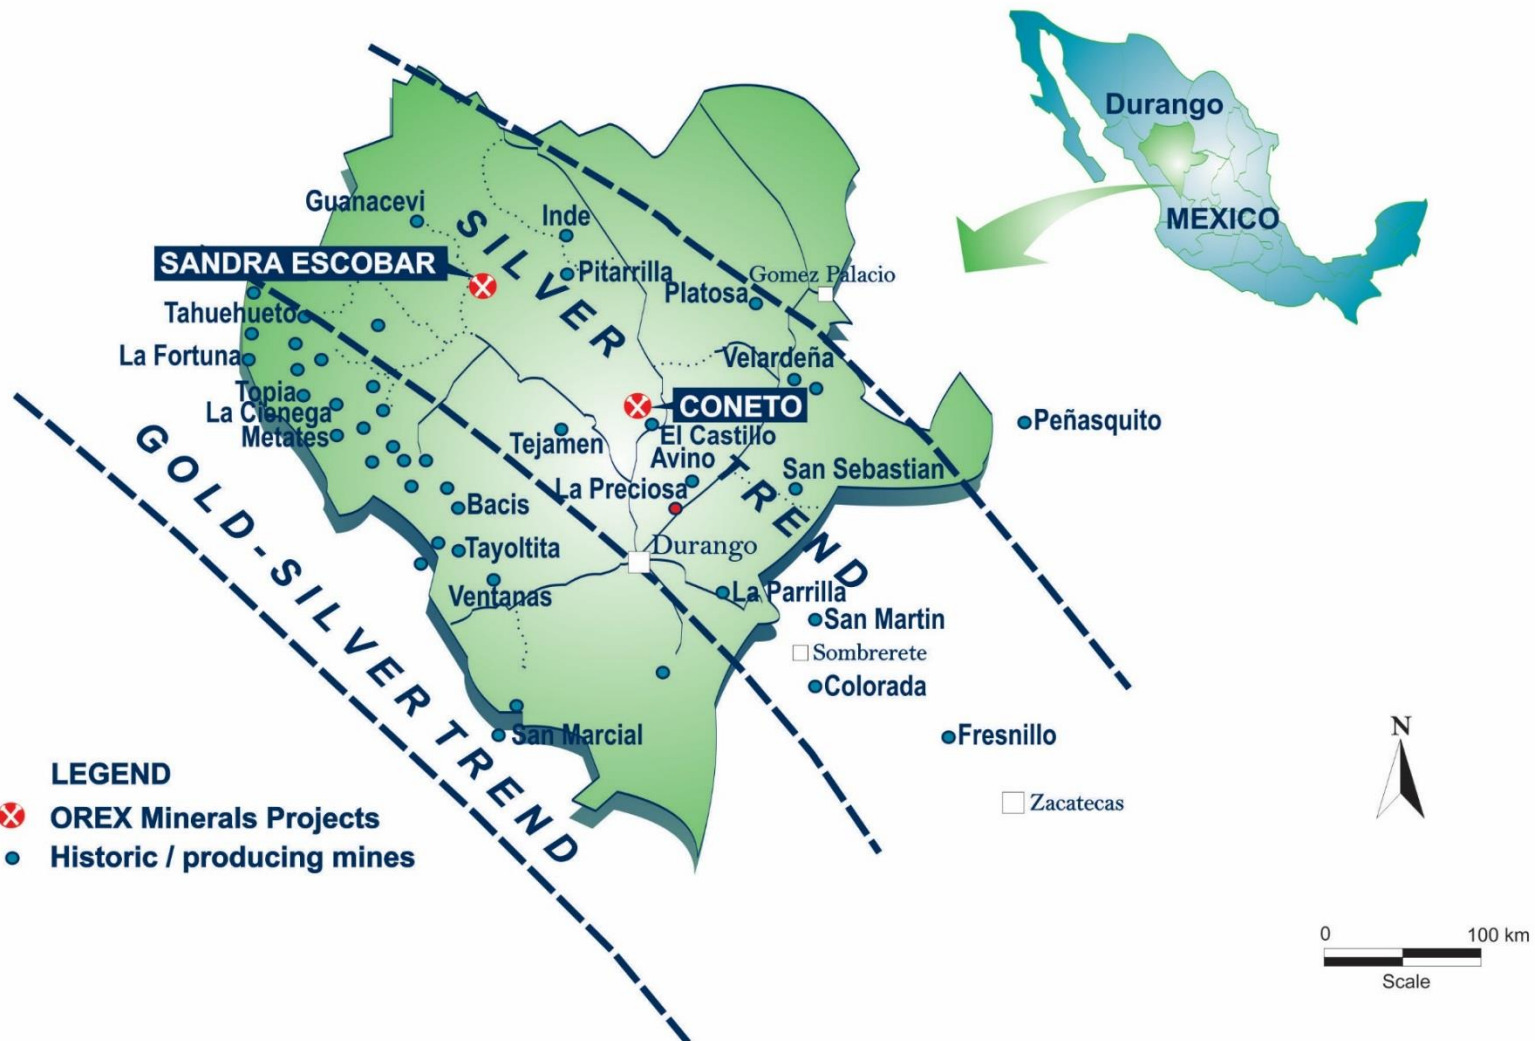 Durango
MEXICO
Guanacevi
Inde
SANDRA ESCOBAR
Pitarrilla
Gomez Palacio
Platosa
Tahuehueto
La Fortuna
Velardeña
Topia
La Cienega
Metates
CONETO
Peñasquito
Tejamen
El Castillo
Avino
San Sebastian
La Preciosa
Bacis
Durango
Tayoltita
Ventanas
La Parrilla
San Martin
Sombrerete
Colorada
San Marcial
Fresnillo
Zacatecas
SILVER TREND
GOLD-SILVER TREND
LEGEND
OREX Minerals Projects
Historic / producing mines
N
0 100 km
Scale